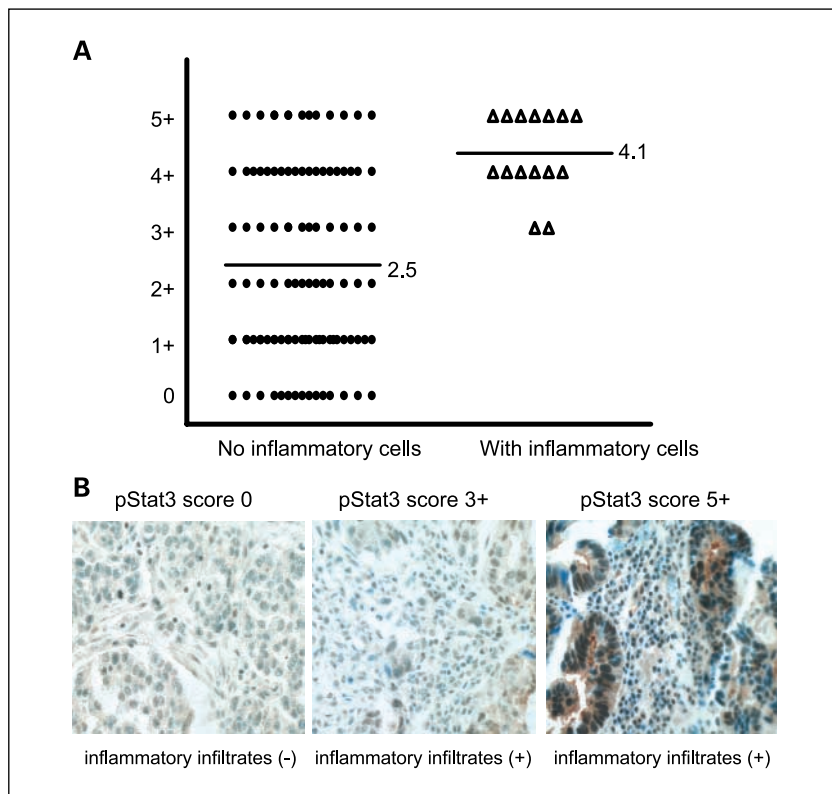 A
5+
4+
3+
2+
1+
0
2.5
4.1
No inflammatory cells
With inflammatory cells
B
pStat3 score 0
pStat3 score 3+
pStat3 score 5+
inflammatory infiltrates (-)
inflammatory infiltrates (+)
inflammatory infiltrates (+)